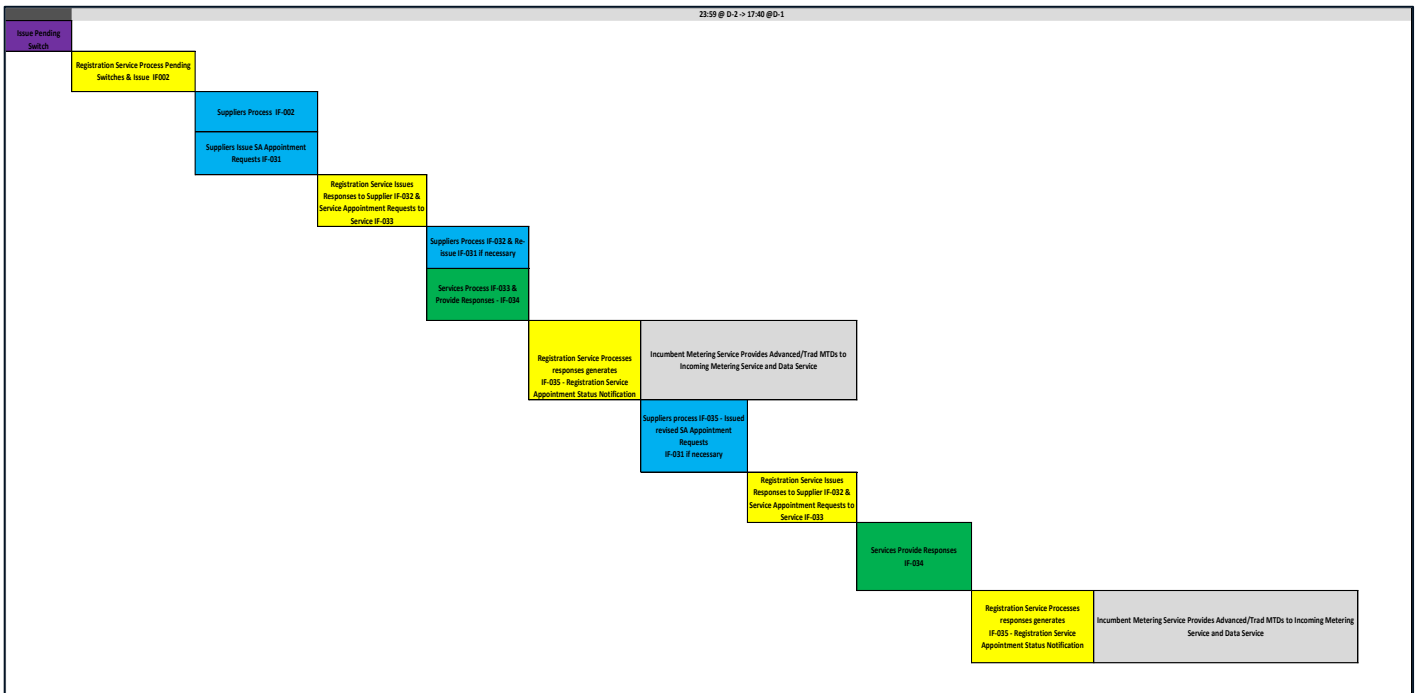 23:59 @ D-2 -> 17:40 @D-1
Issue Pending
Switch
Registration Service Process Pending
Switches & Issue IF002
Suppliers Process IF-002
Suppliers Issue SA Appointment
Requests IF-031
Registration Service Issues
Responses to Supplier IF-032 &
Service Appointment Requests to
Service IF-033
Suppliers Process IF-032 & Re-
issue IF-031 if necessary
Services Process IF-033 &
Provide Responses - IF-034
Registration Service Processes
responses generates
IF-035 - Registration Service
Appointment Status Notification
Incumbent Metering Service Provides Advanced/Trad MTDs to
Incoming Metering Service and Data Service
Suppliers process IF-035 - Issued
revised SA Appointment
Requests
IF-031 if necessary
Registration Service Issues
Responses to Supplier IF-032 &
Service Appointment Requests to
Service IF-033
Services Provide Responses
IF-034
Registration Service Processes
responses generates
IF-035 - Registration Service
Appointment Status Notification
Incumbent Metering Service Provides Advanced/Trad MTDs to Incoming Metering
Service and Data Service